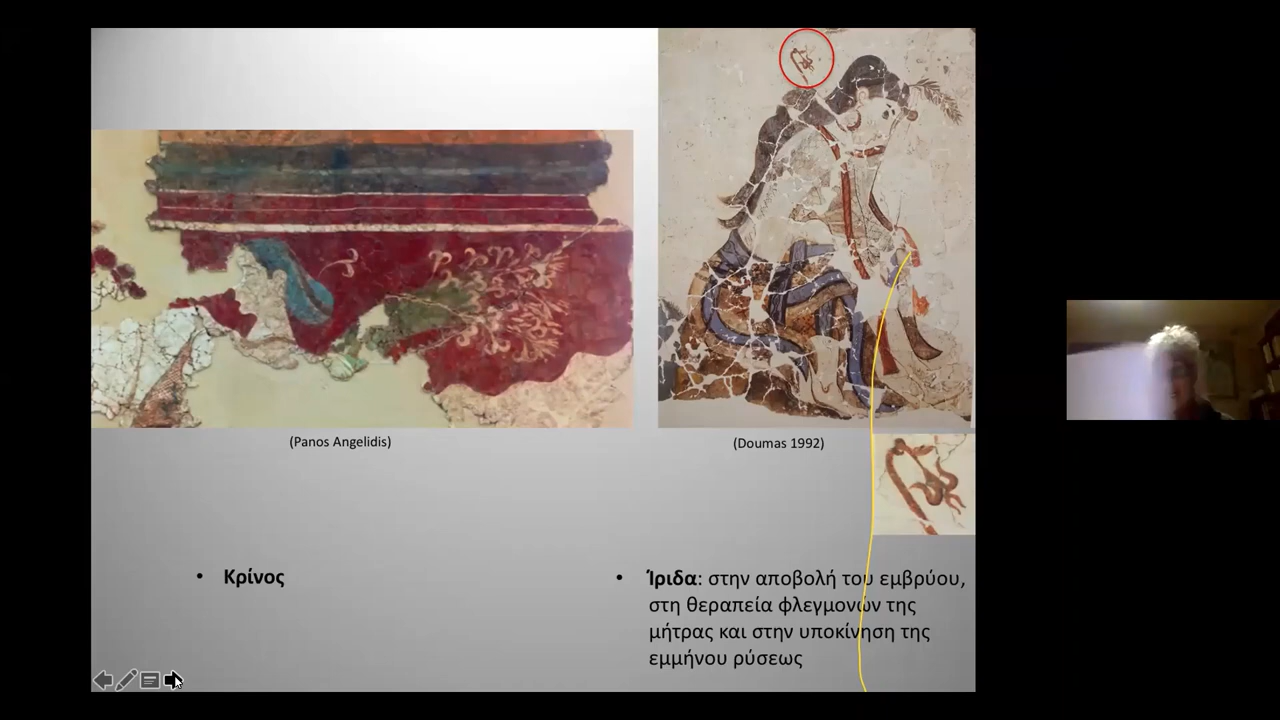 (Panos Angelidis)
(Doumas 1992)
• Κρίνος
• Ίριδα: στην αποβολή του εμβρύου,
στη θεραπεία φλεγμονών της
μήτρας και στην υποκίνηση της
εμμήνου ρύσεως